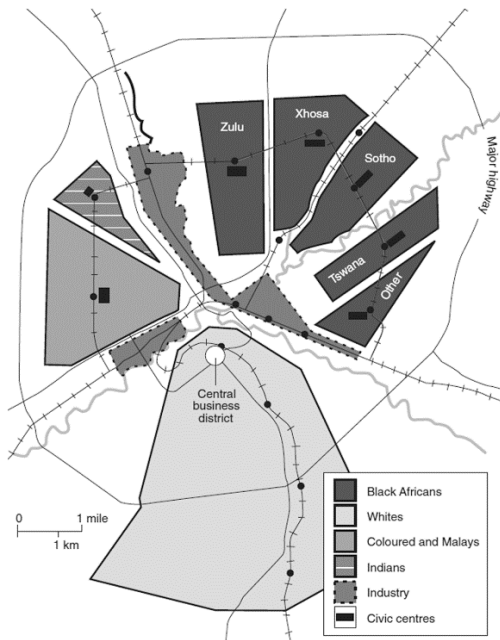 Zulu
Xhosa
Sotho
Tswana
Other
Major highway
Central
business
district
0 1 mile
1 km
Black Africans
Whites
Coloured and Malays
Indians
Industry
Civic centres